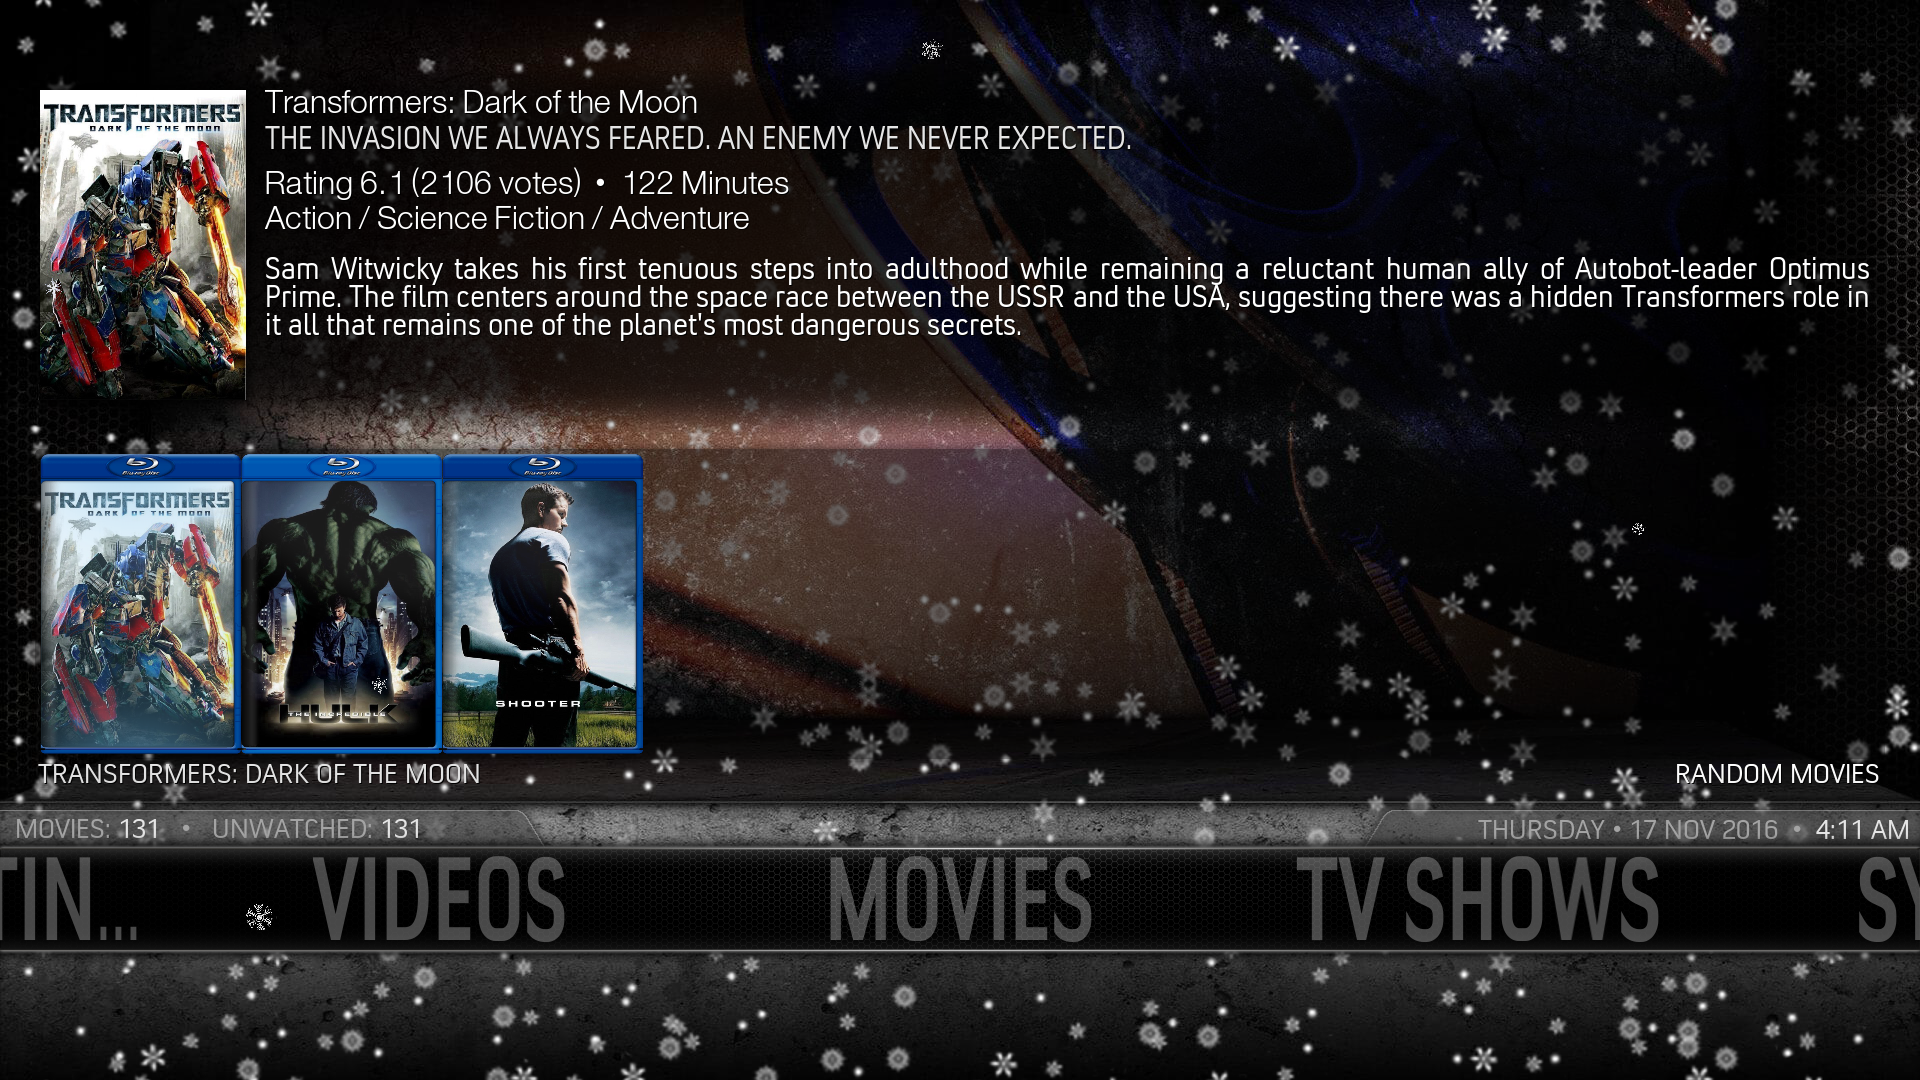 TRANSFORMERS
DARK OF THE MOON
Transformers: Dark of the Moon
THE INVASION WE ALWAYS FEARED. AN ENEMY WE NEVER EXPECTED.
Rating 6.1 (2106 votes) • 122 Minutes
Action / Science Fiction / Adventure
Sam Witwicky takes his first tenuous steps into adulthood while remaining a reluctant human ally of Autobot-leader Optimus
Prime. The film centers around the space race between the USSR and the USA, suggesting there was a hidden Transformers role in
it all that remains one of the planet's most dangerous secrets.
Blu-ray Disc Blu-ray Disc Blu-ray Disc
TRANSFORMERS
DARK OF THE MOON
THE INCREDIBLE
HULK
SHOOTER
TRANSFORMERS: DARK OF THE MOON
RANDOM MOVIES
MOVIES: 131 • UNWATCHED: 131
THURSDAY • 17 NOV 2016 • 4:11 AM
TIN... VIDEOS MOVIES TV SHOWS SY